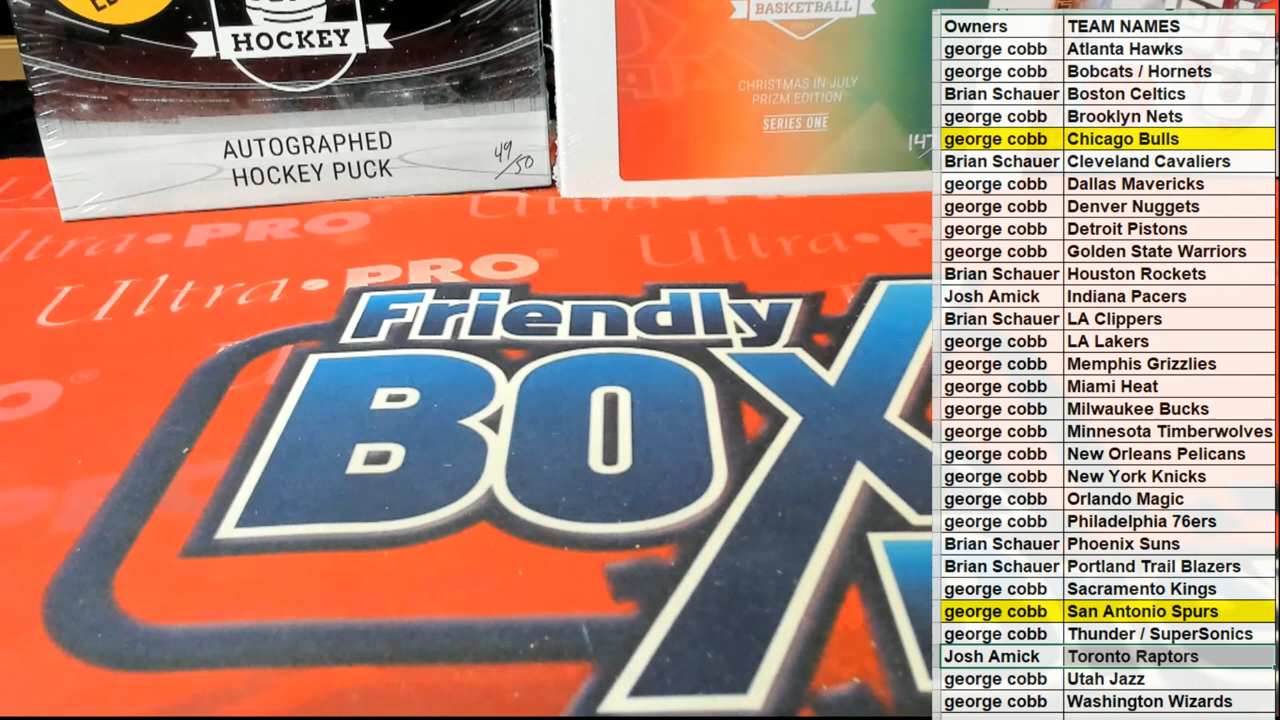 HOCKEY
AUTOGRAPHED
HOCKEY PUCK
49/50
BASKETBALL
CHRISTMAS IN JULY
PRIZM EDITION
SERIES ONE
147
Ultra•PRO
Ultra•PRO®
Friendly
BOX
Owners TEAM NAMES
george cobb Atlanta Hawks
george cobb Bobcats / Hornets
Brian Schauer Boston Celtics
george cobb Brooklyn Nets
george cobb Chicago Bulls
Brian Schauer Cleveland Cavaliers
george cobb Dallas Mavericks
george cobb Denver Nuggets
george cobb Detroit Pistons
george cobb Golden State Warriors
Brian Schauer Houston Rockets
Josh Amick Indiana Pacers
Brian Schauer LA Clippers
george cobb LA Lakers
george cobb Memphis Grizzlies
george cobb Miami Heat
george cobb Milwaukee Bucks
george cobb Minnesota Timberwolves
george cobb New Orleans Pelicans
george cobb New York Knicks
george cobb Orlando Magic
george cobb Philadelphia 76ers
Brian Schauer Phoenix Suns
Brian Schauer Portland Trail Blazers
george cobb Sacramento Kings
george cobb San Antonio Spurs
george cobb Thunder / SuperSonics
Josh Amick Toronto Raptors
george cobb Utah Jazz
george cobb Washington Wizards